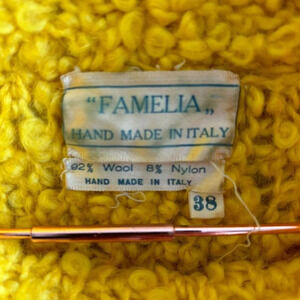 "FAMELIA„
HAND MADE IN ITALY
92% Wool 8% Nylon
HAND MADE IN ITALY
38